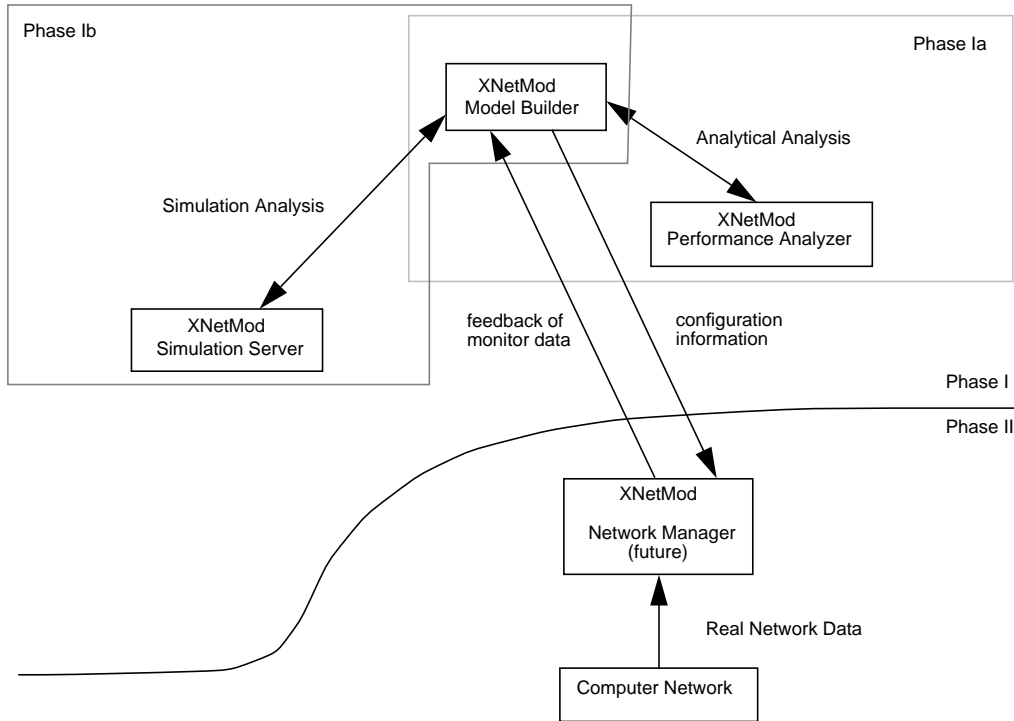 Phase Ib
Phase Ia
XNetMod
Model Builder
Analytical Analysis
Simulation Analysis
XNetMod
Performance Analyzer
XNetMod
Simulation Server
feedback of
monitor data
configuration
information
Phase I
Phase II
XNetMod
Network Manager
(future)
Real Network Data
Computer Network